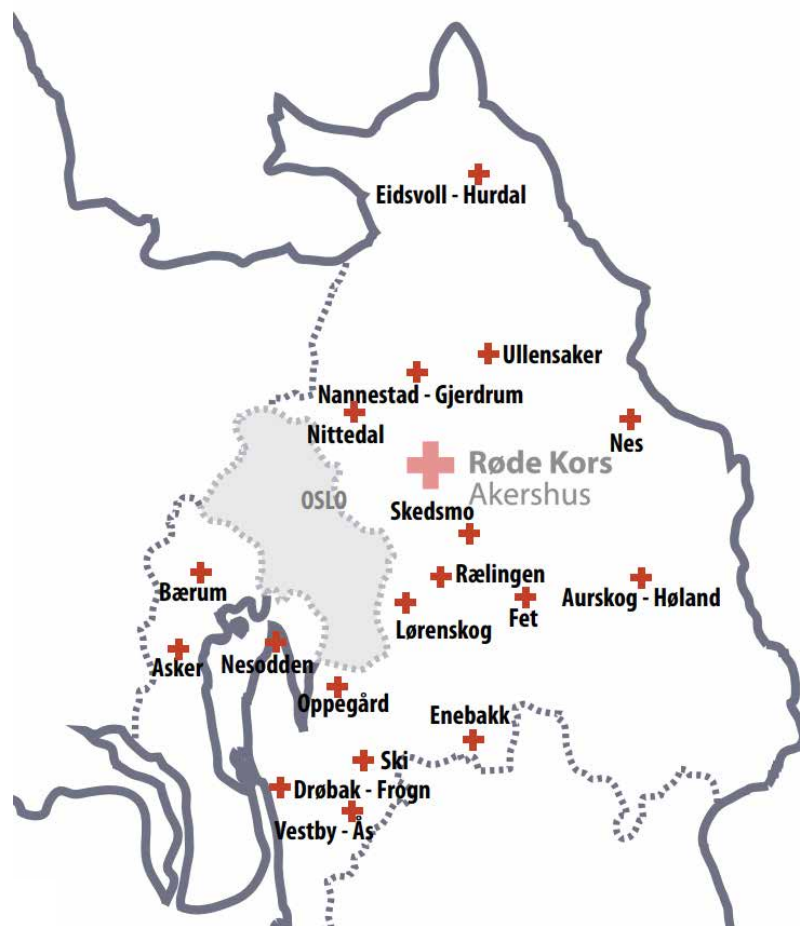 Eidsvoll - Hurdal
Ullensaker
Nannestad - Gjerdrum
Nittedal
Nes
Røde Kors
Akershus
OSLO
Skedsmo
Rælingen
Bærum
Aurskog - Høland
Fet
Lørenskog
Asker
Nesodden
Oppegård
Enebakk
Ski
Drøbak - Frogn
Vestby - Ås